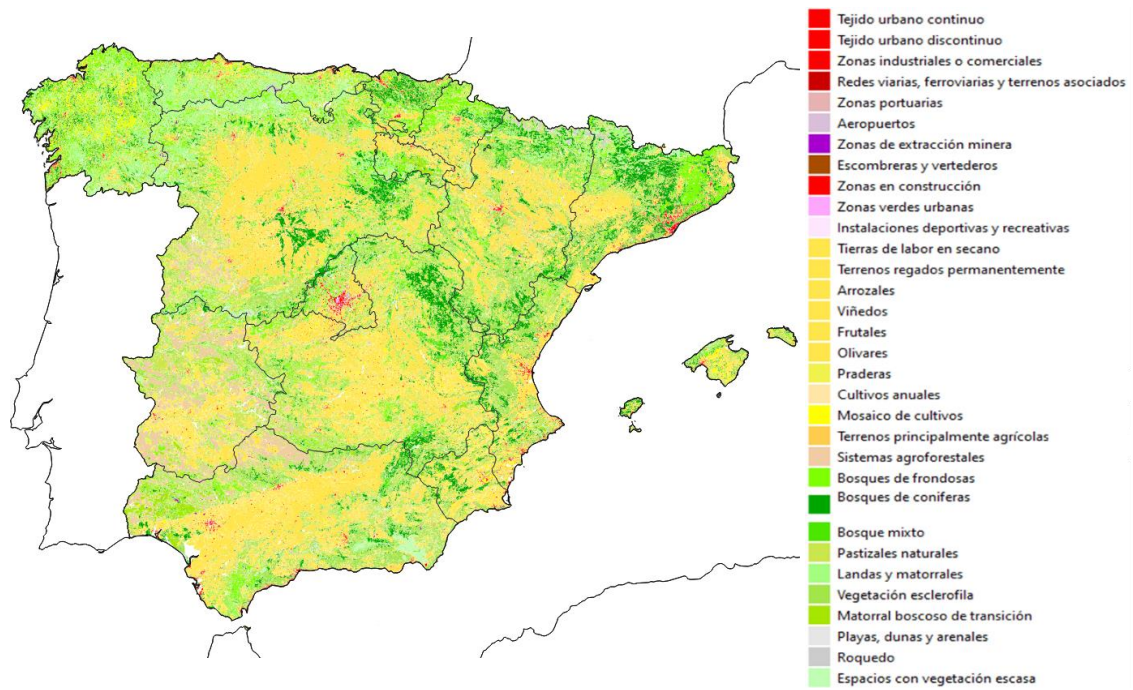 Tejido urbano continuo
Tejido urbano discontinuo
Zonas industriales o comerciales
Redes viarias, ferroviarias y terrenos asociados
Zonas portuarias
Aeropuertos
Zonas de extracción minera
Escombreras y vertederos
Zonas en construcción
Zonas verdes urbanas
Instalaciones deportivas y recreativas
Tierras de labor en secano
Terrenos regados permanentemente
Arrozales
Viñedos
Frutales
Olivares
Praderas
Cultivos anuales
Mosaico de cultivos
Terrenos principalmente agrícolas
Sistemas agroforestales
Bosques de frondosas
Bosques de coniferas
Bosque mixto
Pastizales naturales
Landas y matorrales
Vegetación esclerofila
Matorral boscoso de transición
Playas, dunas y arenales
Roquedo
Espacios con vegetación escasa